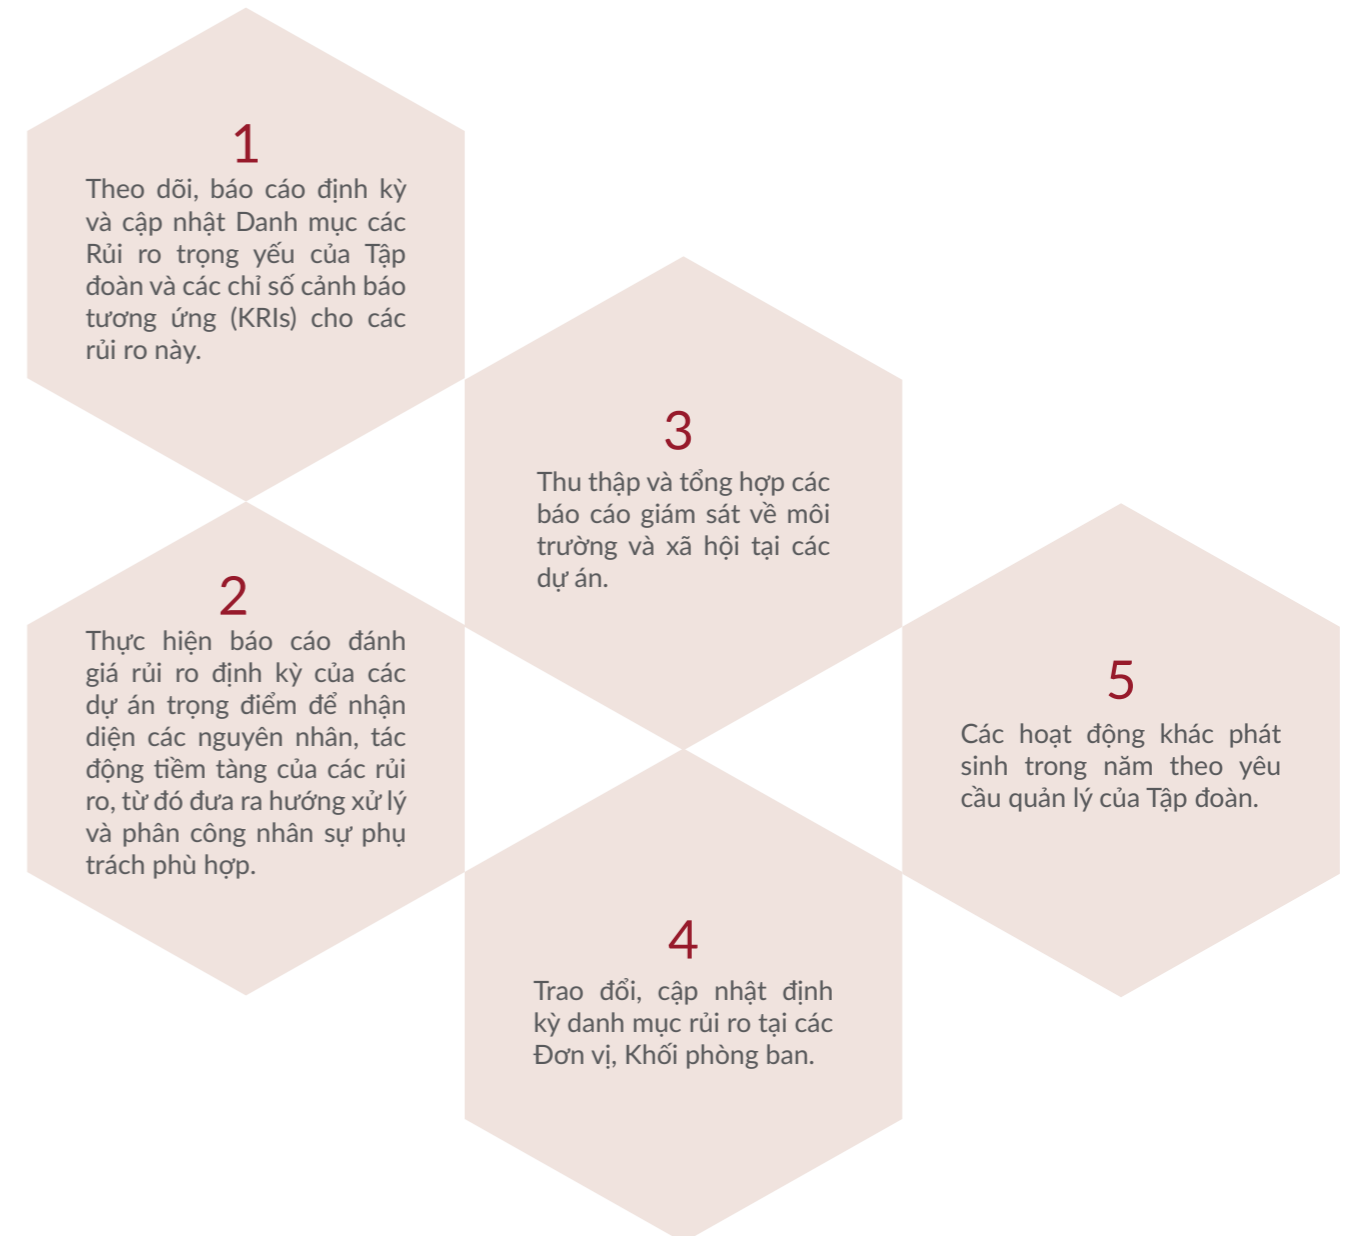 1
Theo dõi, báo cáo định kỳ
và cập nhật Danh mục các
Rủi ro trọng yếu của Tập
đoàn và các chỉ số cảnh báo
tương ứng (KRIs) cho các
rủi ro này.
2
Thực hiện báo cáo đánh
giá rủi ro định kỳ của các
dự án trọng điểm để nhận
diện các nguyên nhân, tác
động tiềm tàng của các rủi
ro, từ đó đưa ra hướng xử lý
và phân công nhân sự phụ
trách phù hợp.
3
Thu thập và tổng hợp các
báo cáo giám sát về môi
trường và xã hội tại các
dự án.
4
Trao đổi, cập nhật định
kỳ danh mục rủi ro tại các
Đơn vị, Khối phòng ban.
5
Các hoạt động khác phát
sinh trong năm theo yêu
cầu quản lý của Tập đoàn.